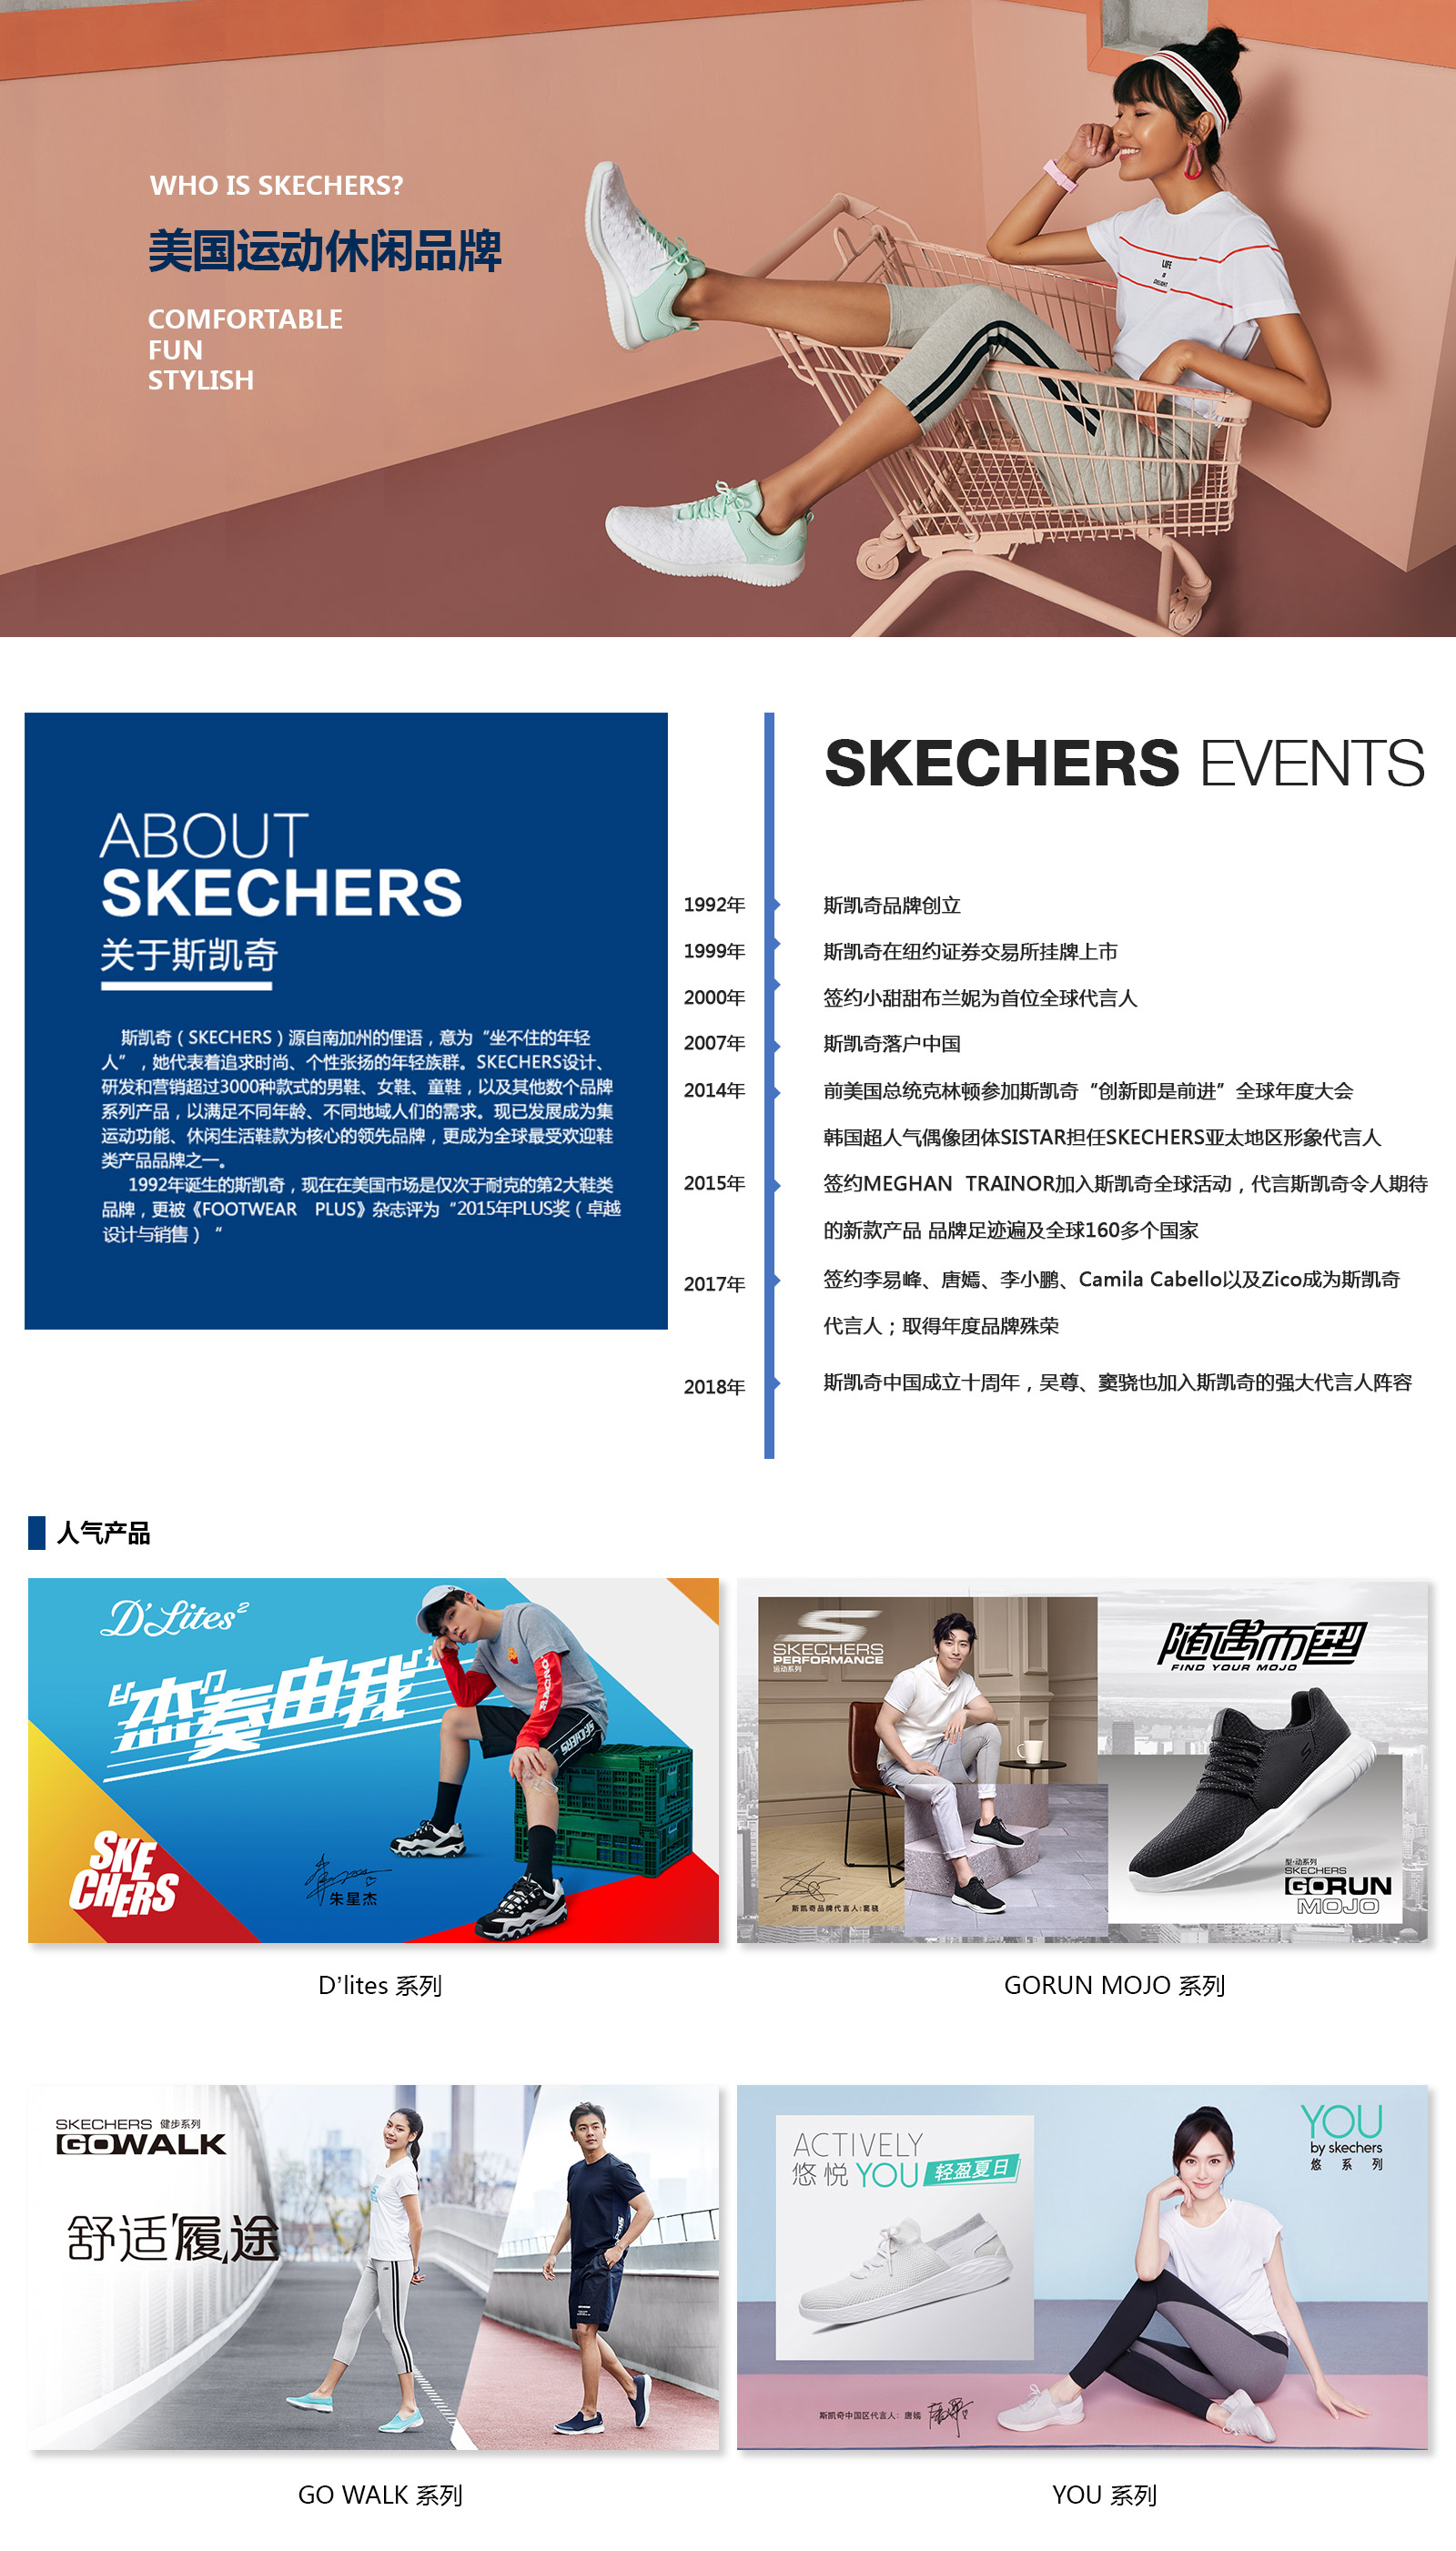 WHO IS SKECHERS?
美国运动休闲品牌
COMFORTABLE
FUN
STYLISH
LIFE
IS
ABOUT
SKECHERS
关于斯凯奇
斯凯奇（SKECHERS）源自南加州的俚语，意为“坐不住的年轻
人”，她代表着追求时尚、个性张扬的年轻族群。SKECHERS设计、
研发和营销超过3000种款式的男鞋、女鞋、童鞋，以及其他数个品牌
系列产品，以满足不同年龄、不同地域人们的需求。现已发展成为集
运动功能、休闲生活鞋款为核心的领先品牌，更成为全球最受欢迎鞋
类产品品牌之一。
1992年诞生的斯凯奇，现在在美国市场是仅次于耐克的第2大鞋类
品牌，更被《FOOTWEAR PLUS》杂志评为“2015年PLUS奖（卓越
设计与销售）“
SKECHERS EVENTS
1992年 斯凯奇品牌创立
1999年 斯凯奇在纽约证券交易所挂牌上市
2000年 签约小甜甜布兰妮为首位全球代言人
2007年 斯凯奇落户中国
2014年 前美国总统克林顿参加斯凯奇“创新即是前进”全球年度大会
韩国超人气偶像团体SISTAR担任SKECHERS亚太地区形象代言人
2015年 签约MEGHAN TRAINOR加入斯凯奇全球活动，代言斯凯奇令人期待
的新款产品 品牌足迹遍及全球160多个国家
2017年 签约李易峰、唐嫣、李小鹏、Camila Cabello以及Zico成为斯凯奇
代言人；取得年度品牌殊荣
2018年 斯凯奇中国成立十周年，吴尊、窦骁也加入斯凯奇的强大代言人阵容
人气产品
D'Lites²
“杰”奏由我
SKE
CHERS
朱星杰
SKECHERS
PERFORMANCE
运动系列
斯凯奇品牌代言人:窦骁
随遇而型
FIND YOUR MOJO
型·动系列
SKECHERS
GORUN
MOJO
D’lites 系列
GORUN MOJO 系列
SKECHERS 健步系列
GOWALK
舒适履途
ACTIVELY
悠悦 YOU 轻盈夏日
YOU
by skechers
悠系列
斯凯奇中国区代言人：唐嫣
GO WALK 系列
YOU 系列